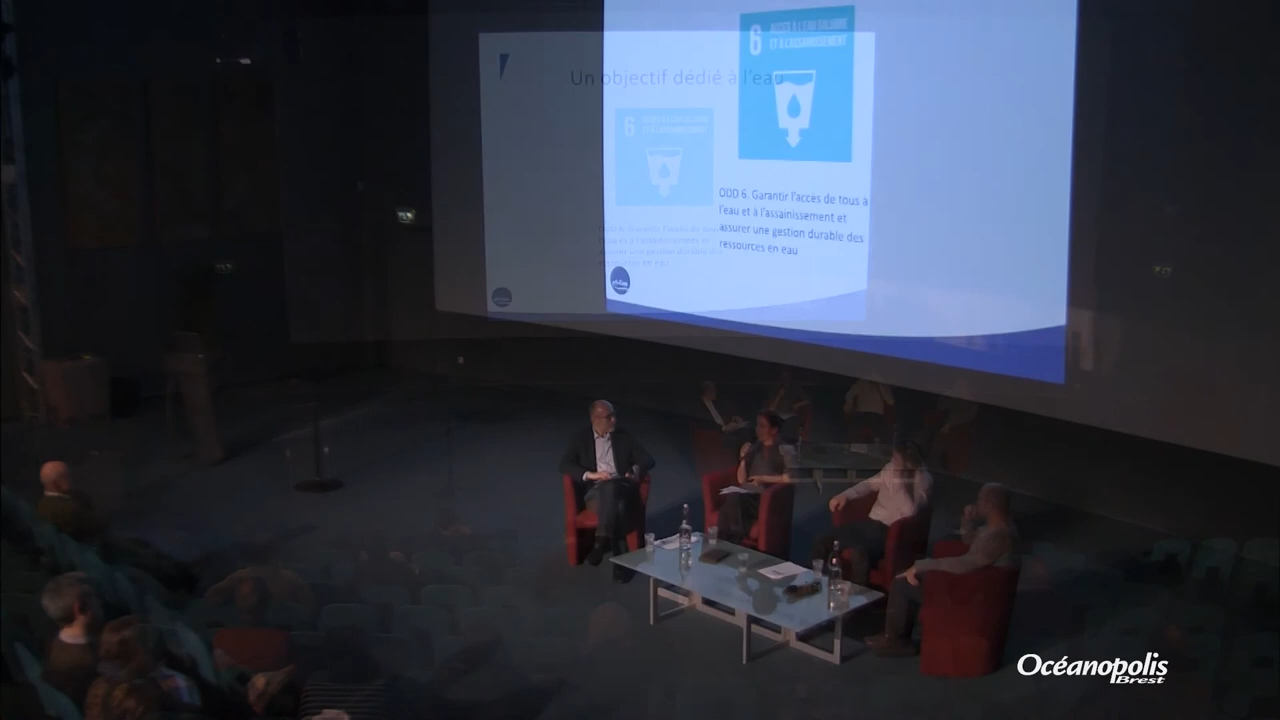 6 ACCÈS À L'EAU SALUBRE
ET À L'ASSAINISSEMENT
Un objectif dédié à l'eau
6
ODD 6. Garantir l'accès de tous à
l'eau et à l'assainissement et
assurer une gestion durable des
ressources en eau
Océanopolis
Brest